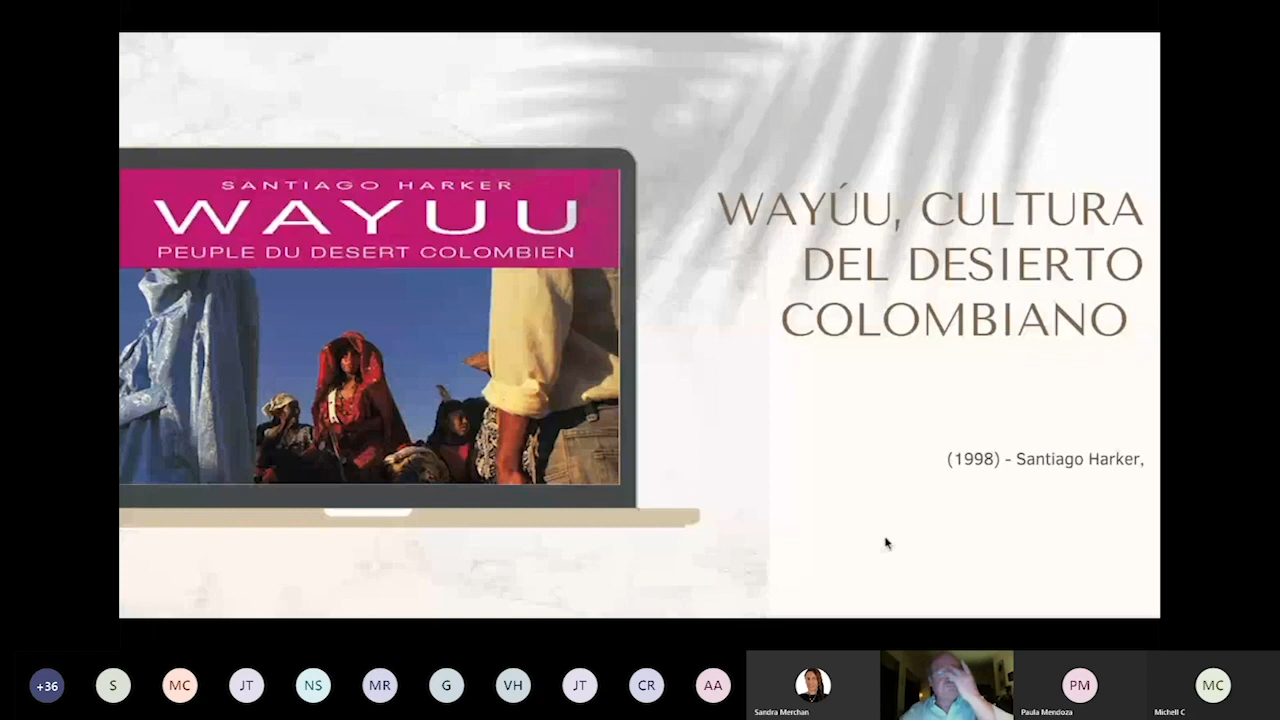 SANTIAGO HARKER
WAYUU
PEUPLE DU DESERT COLOMBIEN
WAYÚU, CULTURA
DEL DESIERTO
COLOMBIANO
(1998) - Santiago Harker,
+36
S
MC
JT
NS
MR
G
VH
JT
CR
AA
Sandra Merchan
PM
Paula Mendoza
MC
Michell C